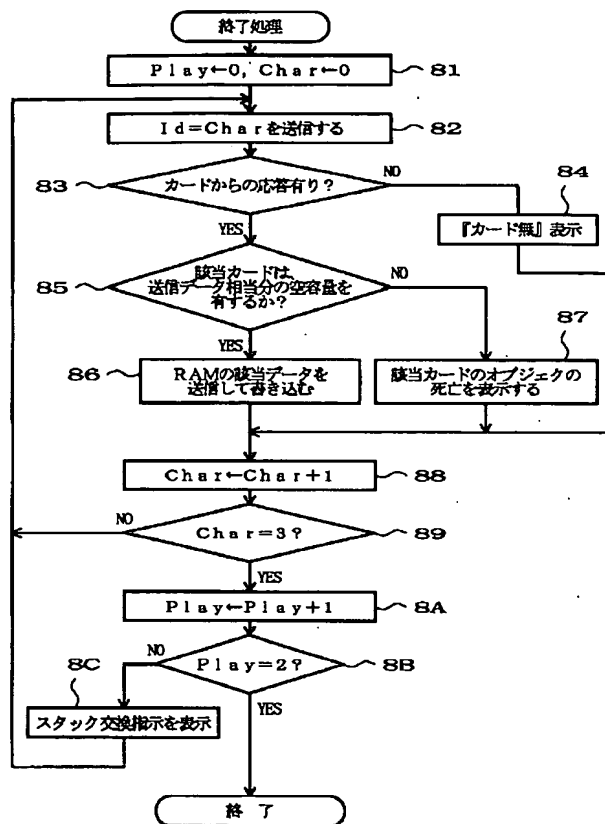 終了処理
Play←0, Char←0
81
Id=Charを送信する
82
83
カードからの応答有り?
NO
84
YES
『カード無』表示
85
該当カードは、
送信データ相当分の空容量を
有するか?
NO
87
YES
86
RAMの該当データを
送信して書き込む
該当カードのオブジェクの
死亡を表示する
Char←Char+1
88
NO
Char=3?
89
YES
Play←Play+1
8A
NO
Play=2?
8B
8C
スタック交換指示を表示
YES
終了